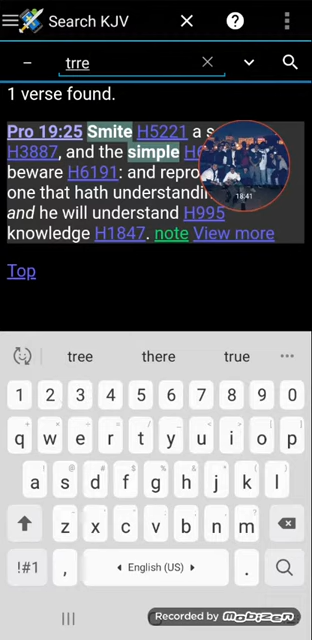 Search KJV
trre
1 verse found.
Pro 19:25 Smite H5221 a s
H3887, and the simple
beware H6191: and repro
one that hath understandi
and he will understand H995
knowledge H1847. note View more
18:41
Top
tree there true
1 2 3 4 5 6 7 8 9 0
q w e r t y u i o p
a s d f g h j k l
z x c v b n m
!#1 , English (US) .
Recorded by MOBIZEN